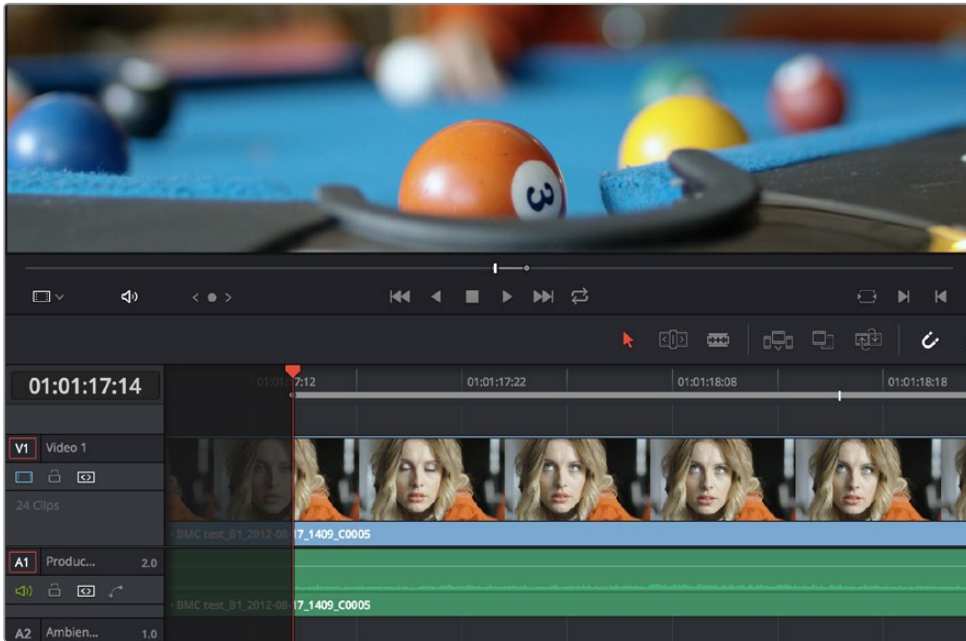 3
01:01:17:14
01:01:17:12
01:01:17:22
01:01:18:08
01:01:18:18
V1 Video 1
24 Clips
• BMC test_B1_2012-08-17_1409_C0005
A1 Produc... 2.0
• BMC test_B1_2012-08-17_1409_C0005
A2 Ambien... 1.0